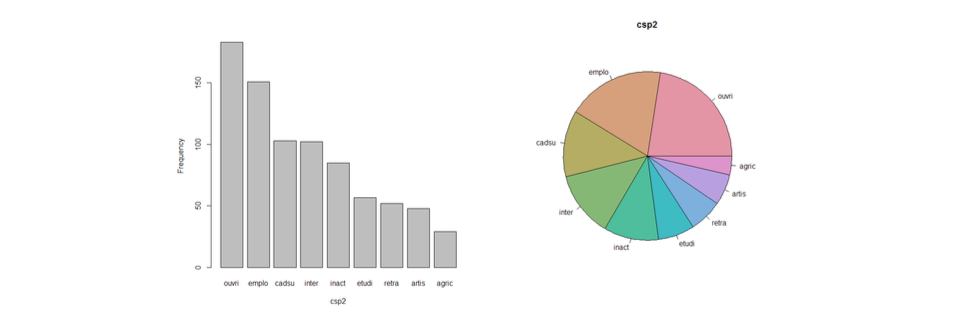 Frequency
150
100
50
0
ouvri emplo cadsu inter inact etudi retra artis agric
csp2
csp2
emplo
ouvri
cadsu
agric
artis
inter
retra
inact
etudi